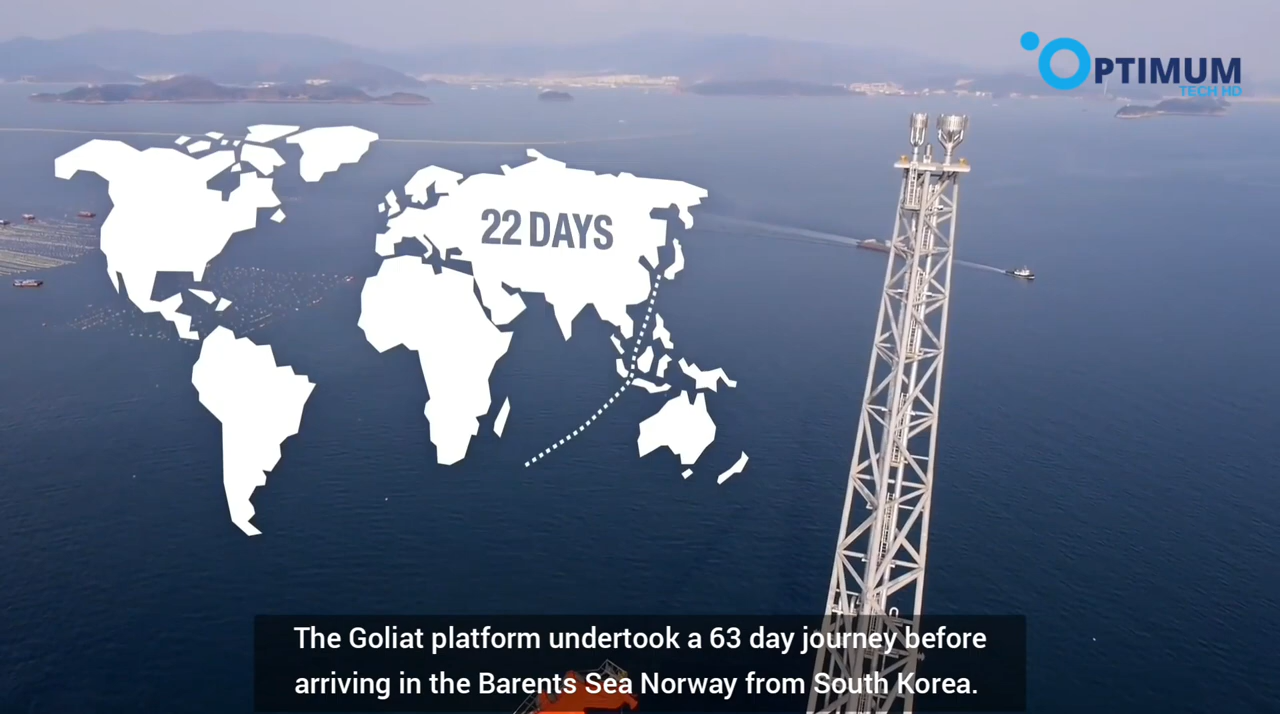 OPTIMUM
TECH HD
22 DAYS
The Goliat platform undertook a 63 day journey before
arriving in the Barents Sea Norway from South Korea.